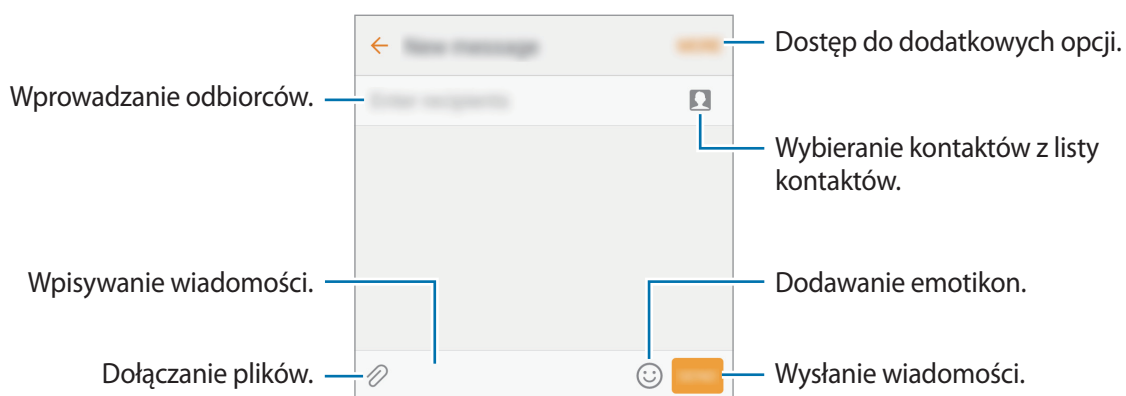 Dostęp do dodatkowych opcji.
Wprowadzanie odbiorców.
Wybieranie kontaktów z listy
kontaktów.
Wpisywanie wiadomości.
Dodawanie emotikon.
Dołączanie plików.
Wysłanie wiadomości.